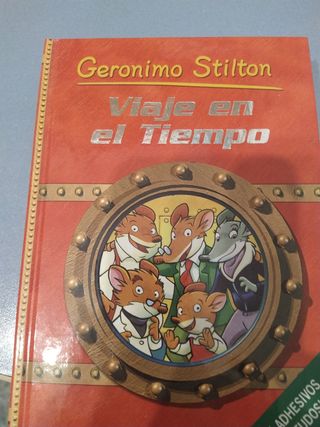 Geronimo Stilton
Viaje en
el Tiempo
ADHESIVOS